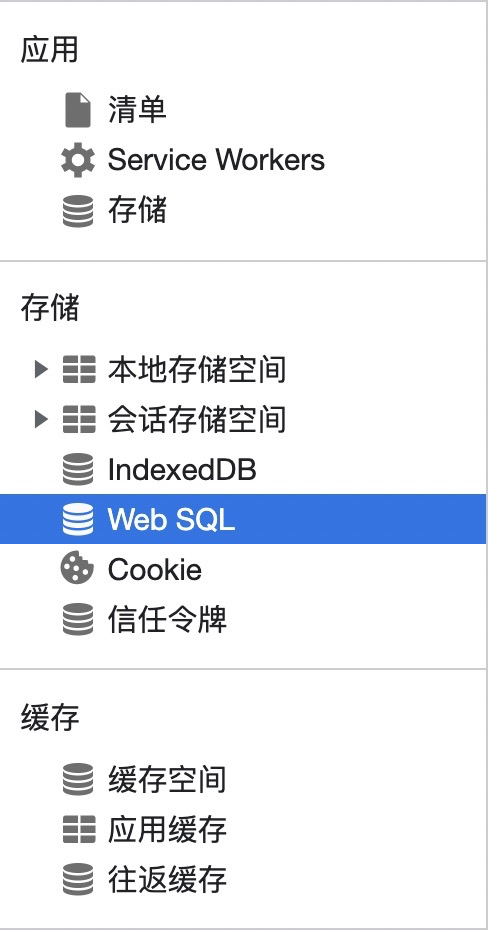 应用
清单
Service Workers
存储
存储
本地存储空间
会话存储空间
IndexedDB
Web SQL
Cookie
信任令牌
缓存
缓存空间
应用缓存
往返缓存